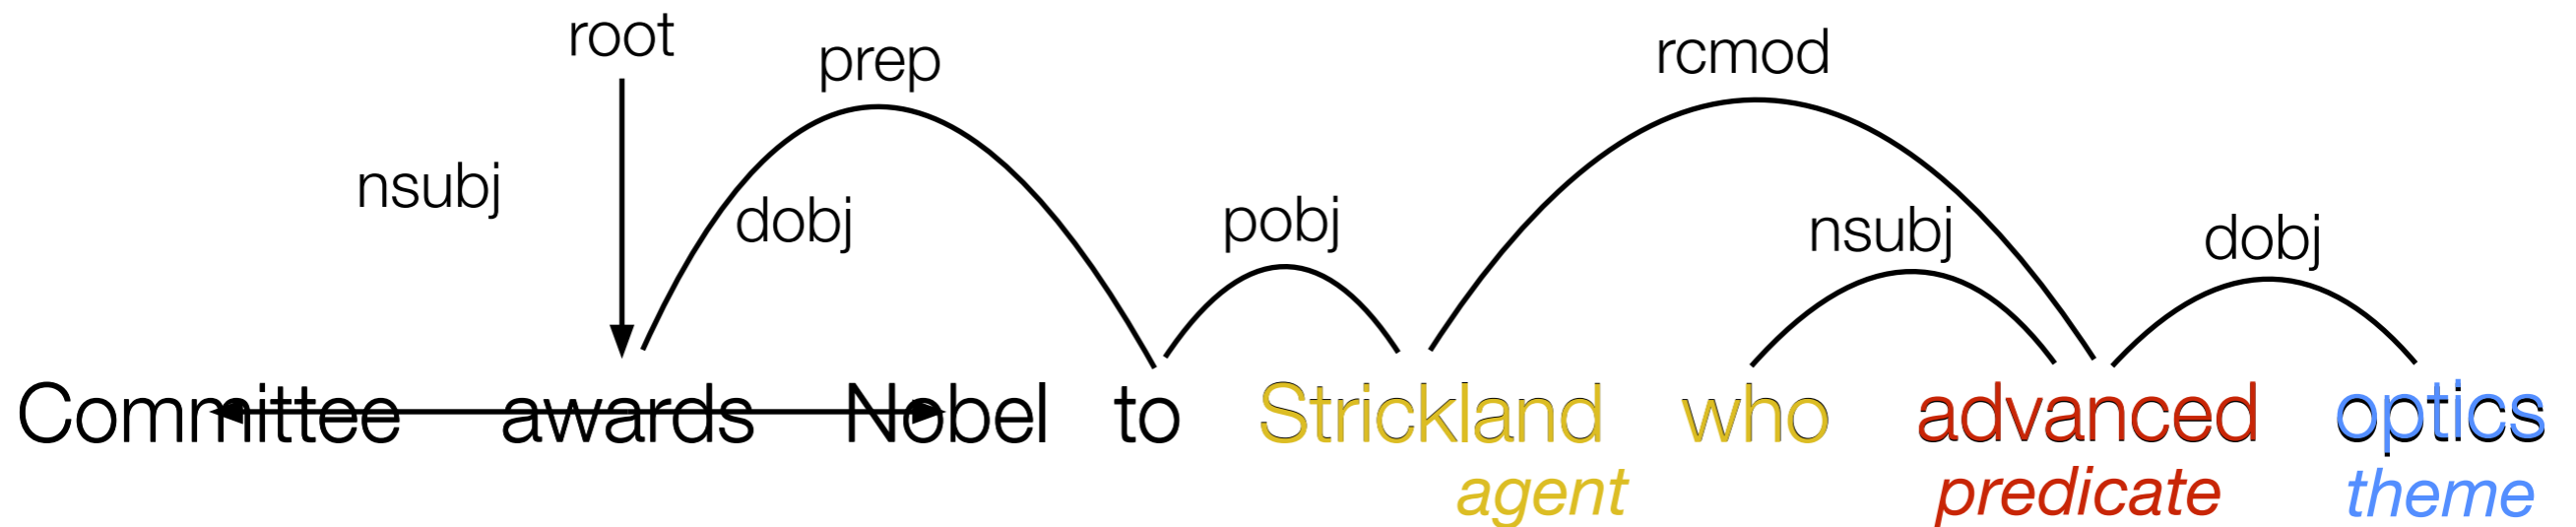 root
prep
rcmod
nsubj
dobj
pobj
nsubj
dobj
Committee awards Nobel to Strickland who advanced optics
agent predicate theme